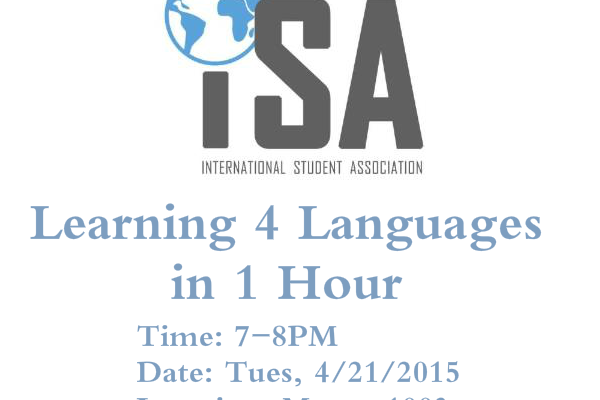 iSA
INTERNATIONAL STUDENT ASSOCIATION
Learning 4 Languages
in 1 Hour
Time: 7-8PM
Date: Tues, 4/21/2015